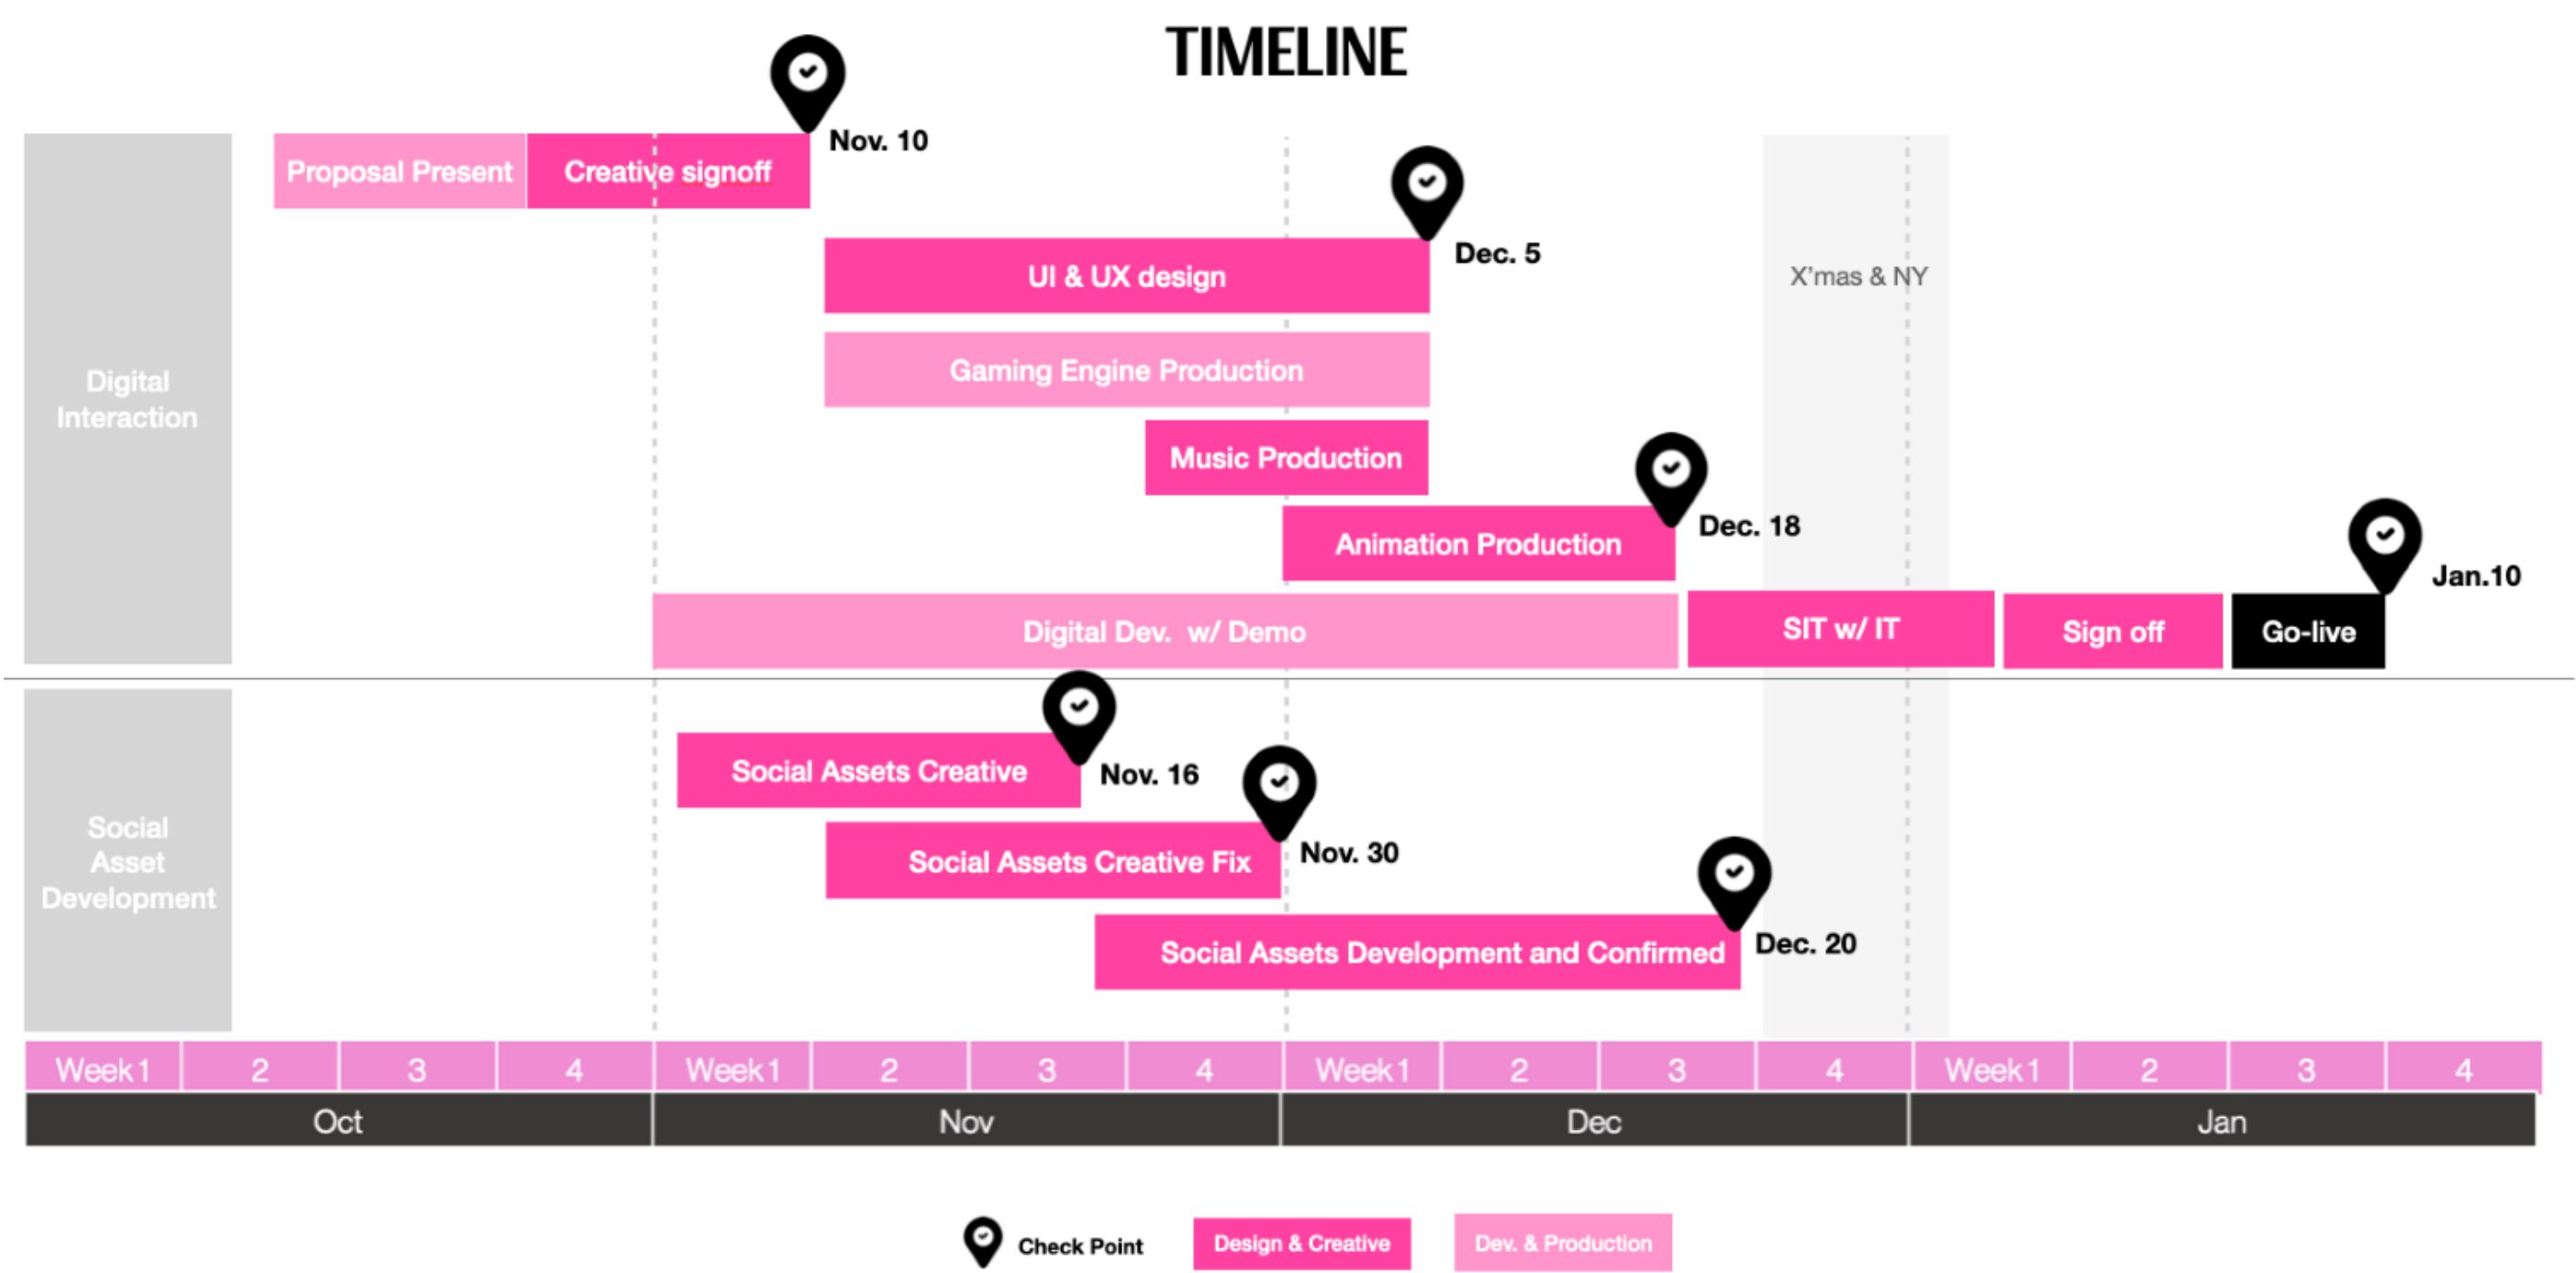 TIMELINE
Nov. 10
Proposal Present
Creative signoff
Dec. 5
UI & UX design
X'mas & NY
Digital
Interaction
Gaming Engine Production
Music Production
Dec. 18
Animation Production
Jan.10
Digital Dev. w/ Demo
SIT w/ IT
Sign off
Go-live
Social
Asset
Development
Social Assets Creative
Nov. 16
Social Assets Creative Fix
Nov. 30
Social Assets Development and Confirmed
Dec. 20
Week1 2 3 4 Week1 2 3 4 Week1 2 3 4 Week1 2 3 4
Oct Nov Dec Jan
Check Point
Design & Creative
Dev. & Production